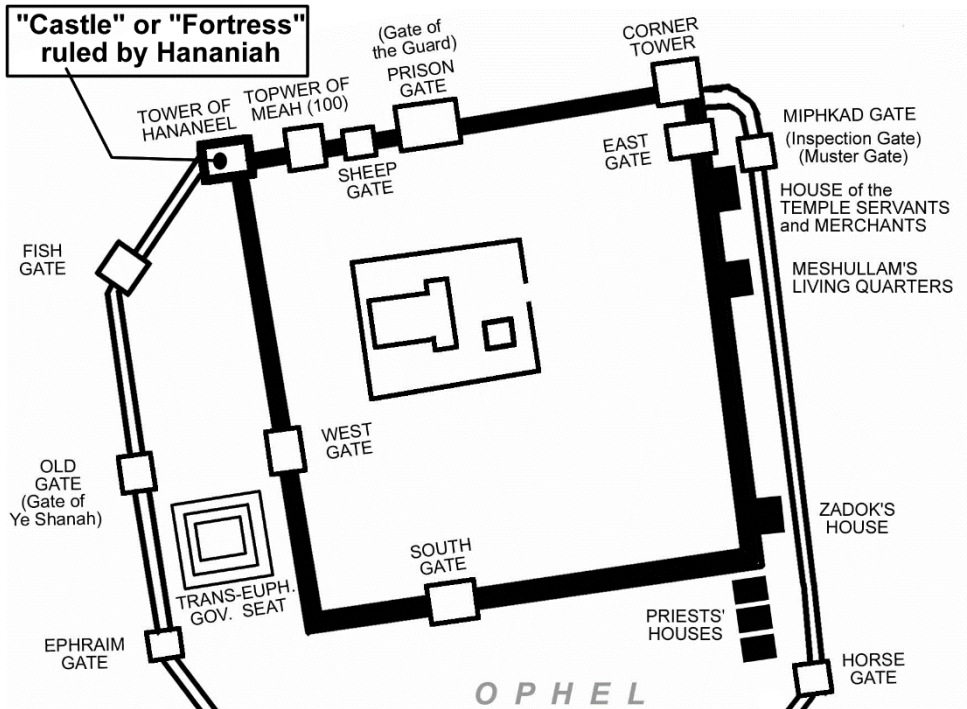 "Castle" or "Fortress"
ruled by Hananiah
TOWER OF
HANANEEL
TOPWER OF
MEAH (100)
SHEEP
GATE
(Gate of
the Guard)
PRISON
GATE
CORNER
TOWER
EAST
GATE
MIPHKAD GATE
(Inspection Gate)
(Muster Gate)
HOUSE of the
TEMPLE SERVANTS
and MERCHANTS
MESHULLAM'S
LIVING QUARTERS
FISH
GATE
WEST
GATE
OLD
GATE
(Gate of
Ye Shanah)
TRANS-EUPH.
GOV. SEAT
SOUTH
GATE
ZADOK'S
HOUSE
PRIESTS'
HOUSES
EPHRAIM
GATE
HORSE
GATE
OPHEL